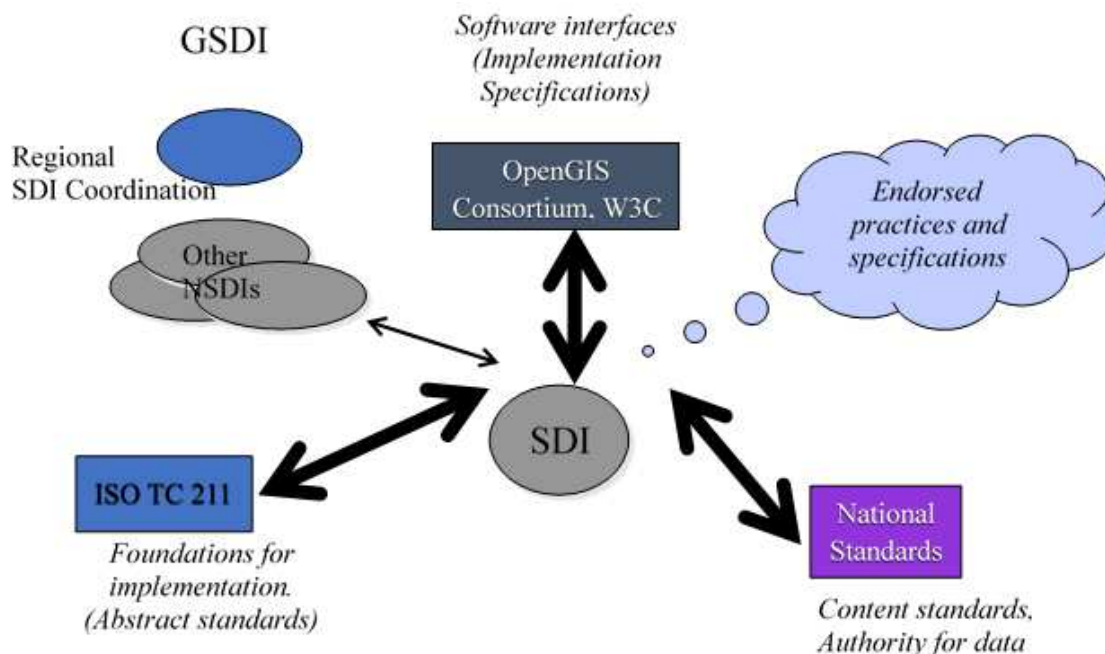 GSDI
Regional
SDI Coordination
Other
NSDIs
Software interfaces
(Implementation
Specifications)
OpenGIS
Consortium, W3C
Endorsed
practices and
specifications
SDI
ISO TC 211
Foundations for
implementation.
(Abstract standards)
National
Standards
Content standards,
Authority for data